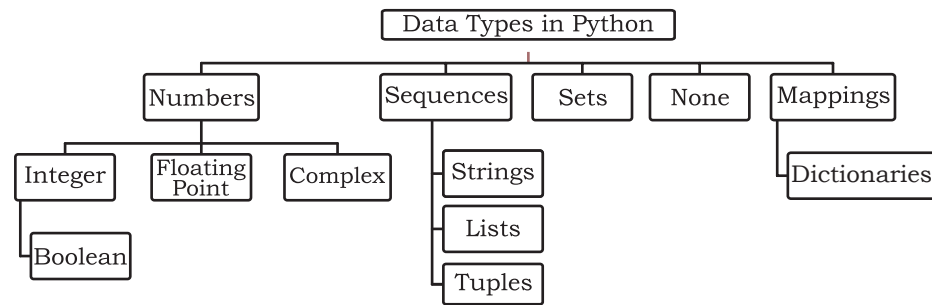 Data Types in Python
Numbers
Sequences
Sets
None
Mappings
Integer
Floating
Point
Complex
Strings
Dictionaries
Lists
Boolean
Tuples